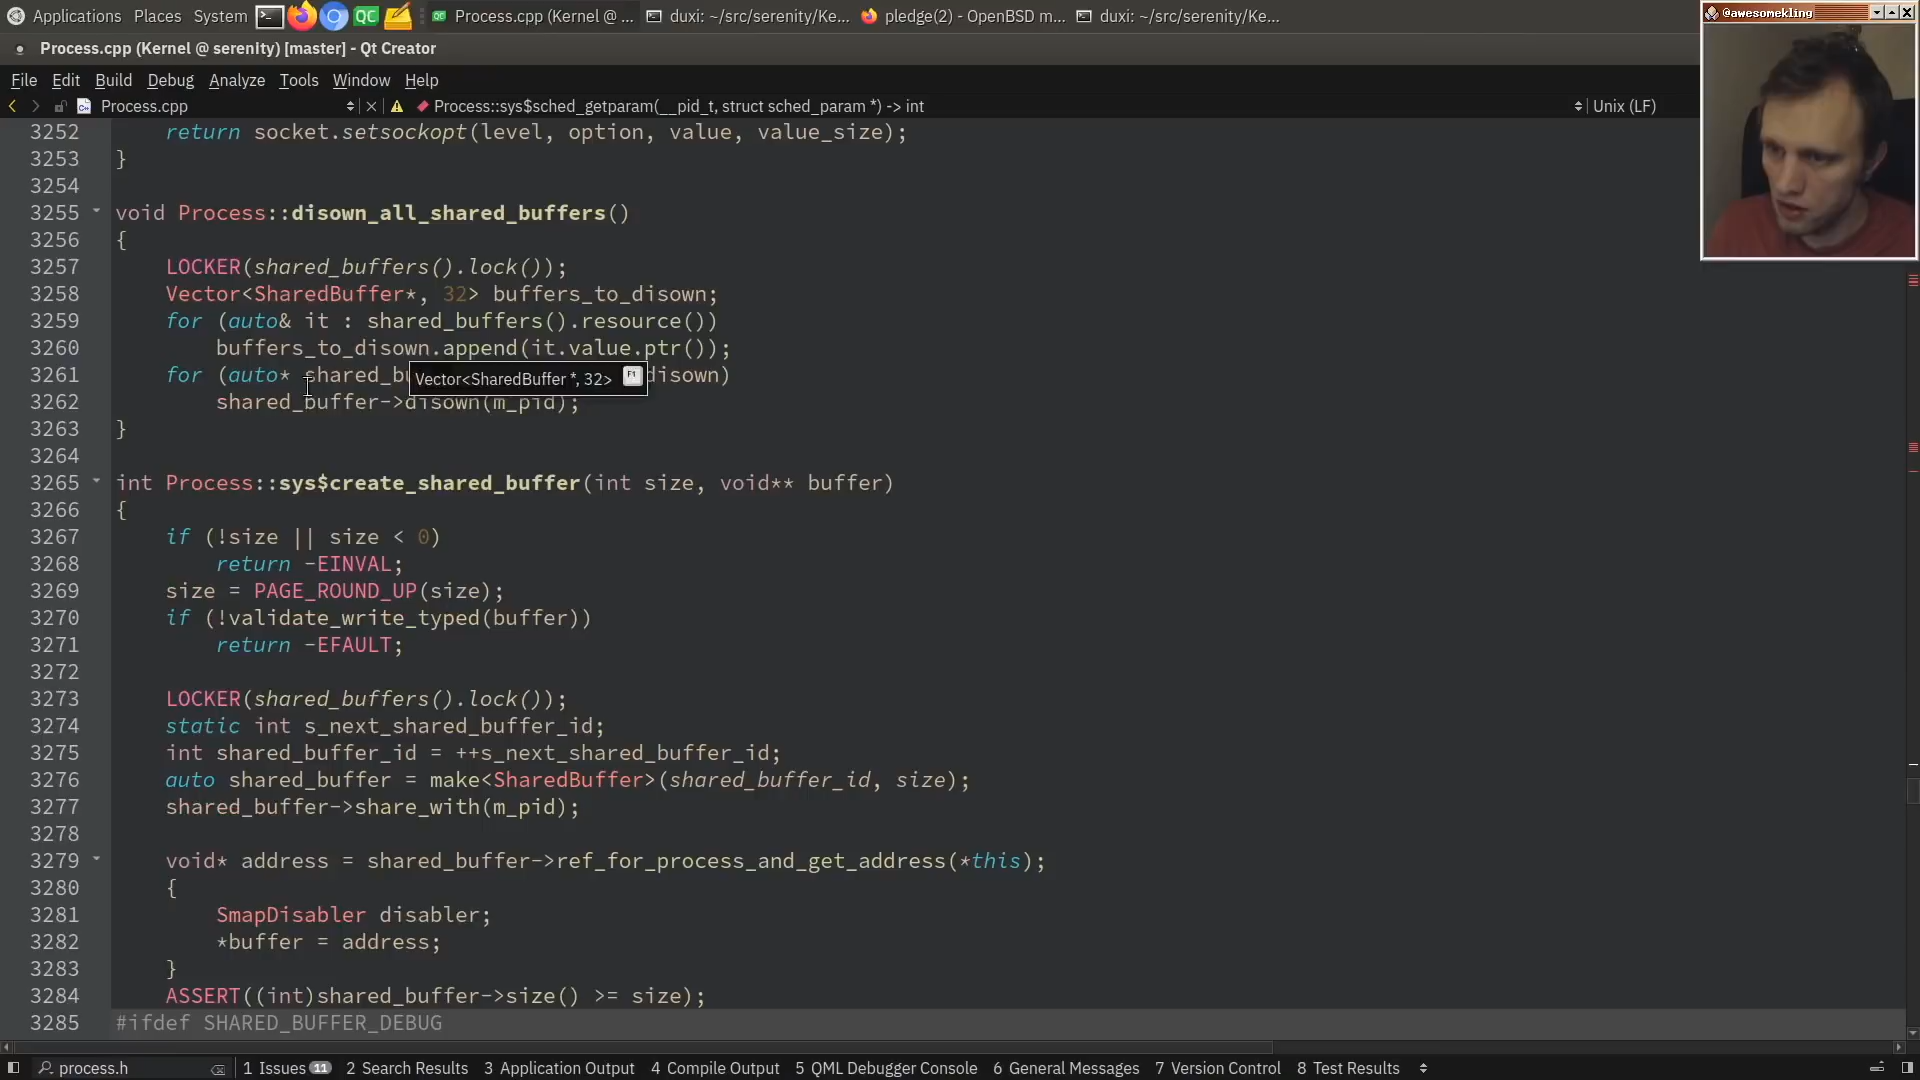 Applications Places System Process.cpp (Kernel @ ... duxi: ~/src/serenity/Ke... pledge(2) - OpenBSD m... duxi: ~/src/serenity/Ke...
@awesomekling
Process.cpp (Kernel @ serenity) [master] - Qt Creator
File Edit Build Debug Analyze Tools Window Help
Process.cpp Process::sys$sched_getparam(__pid_t, struct sched_param *) -> int Unix (LF)
3252 return socket.setsockopt(level, option, value, value_size);
3253 }
3254
3255 void Process::disown_all_shared_buffers()
3256 {
3257 LOCKER(shared_buffers().lock());
3258 Vector<SharedBuffer*, 32> buffers_to_disown;
3259 for (auto& it : shared_buffers().resource())
3260 buffers_to_disown.append(it.value.ptr());
3261 for (auto* shared_bu disown)
Vector<SharedBuffer *, 32> F1
3262 shared_buffer->disown(m_pid);
3263 }
3264
3265 int Process::sys$create_shared_buffer(int size, void** buffer)
3266 {
3267 if (!size || size < 0)
3268 return -EINVAL;
3269 size = PAGE_ROUND_UP(size);
3270 if (!validate_write_typed(buffer))
3271 return -EFAULT;
3272
3273 LOCKER(shared_buffers().lock());
3274 static int s_next_shared_buffer_id;
3275 int shared_buffer_id = ++s_next_shared_buffer_id;
3276 auto shared_buffer = make<SharedBuffer>(shared_buffer_id, size);
3277 shared_buffer->share_with(m_pid);
3278
3279 void* address = shared_buffer->ref_for_process_and_get_address(*this);
3280 {
3281 SmapDisabler disabler;
3282 *buffer = address;
3283 }
3284 ASSERT((int)shared_buffer->size() >= size);
3285 #ifdef SHARED_BUFFER_DEBUG
process.h 1 Issues 11 2 Search Results 3 Application Output 4 Compile Output 5 QML Debugger Console 6 General Messages 7 Version Control 8 Test Results